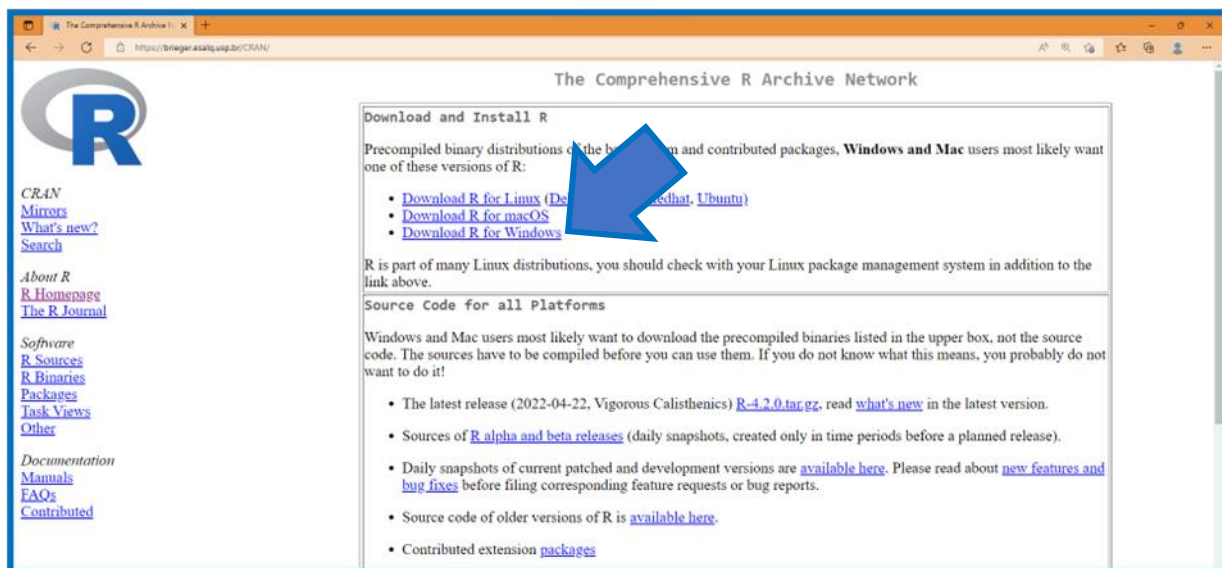 The Comprehensive R Archive N
https://brieger.esalq.usp.br/CRAN/
R
CRAN
Mirrors
What's new?
Search
About R
R Homepage
The R Journal
Software
R Sources
R Binaries
Packages
Task Views
Other
Documentation
Manuals
FAQs
Contributed
The Comprehensive R Archive Network
Download and Install R
Precompiled binary distributions of the and contributed packages, Windows and Mac users most likely want
one of these versions of R:
• Download R for Linux (, Ubuntu)
• Download R for macOS
• Download R for Windows
R is part of many Linux distributions, you should check with your Linux package management system in addition to the
link above.
Source Code for all Platforms
Windows and Mac users most likely want to download the precompiled binaries listed in the upper box, not the source
code. The sources have to be compiled before you can use them. If you do not know what this means, you probably do not
want to do it!
• The latest release (2022-04-22, Vigorous Calisthenics) R-4.2.0.tar.gz, read what's new in the latest version.
• Sources of R alpha and beta releases (daily snapshots, created only in time periods before a planned release).
• Daily snapshots of current patched and development versions are available here. Please read about new features and
bug fixes before filing corresponding feature requests or bug reports.
• Source code of older versions of R is available here.
• Contributed extension packages